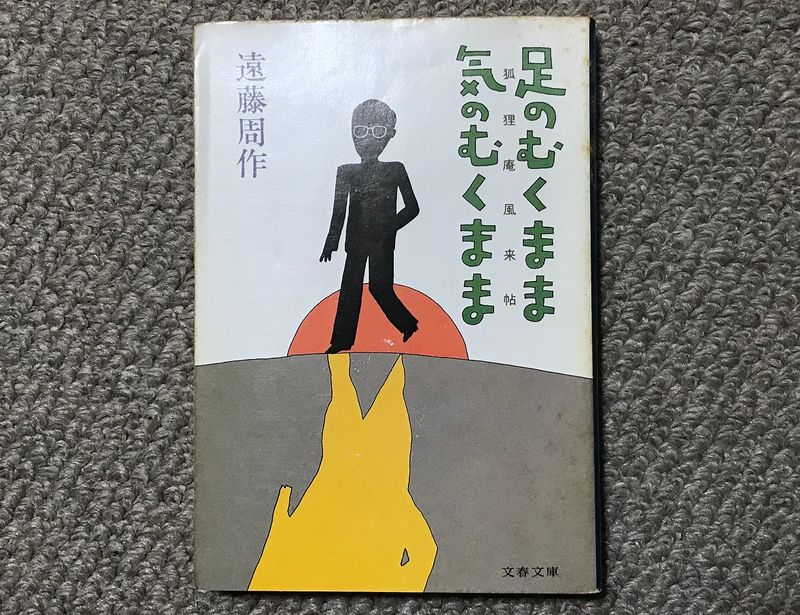 足のむくまま
気のむくまま
狐狸庵風来帖
遠藤周作
文春文庫